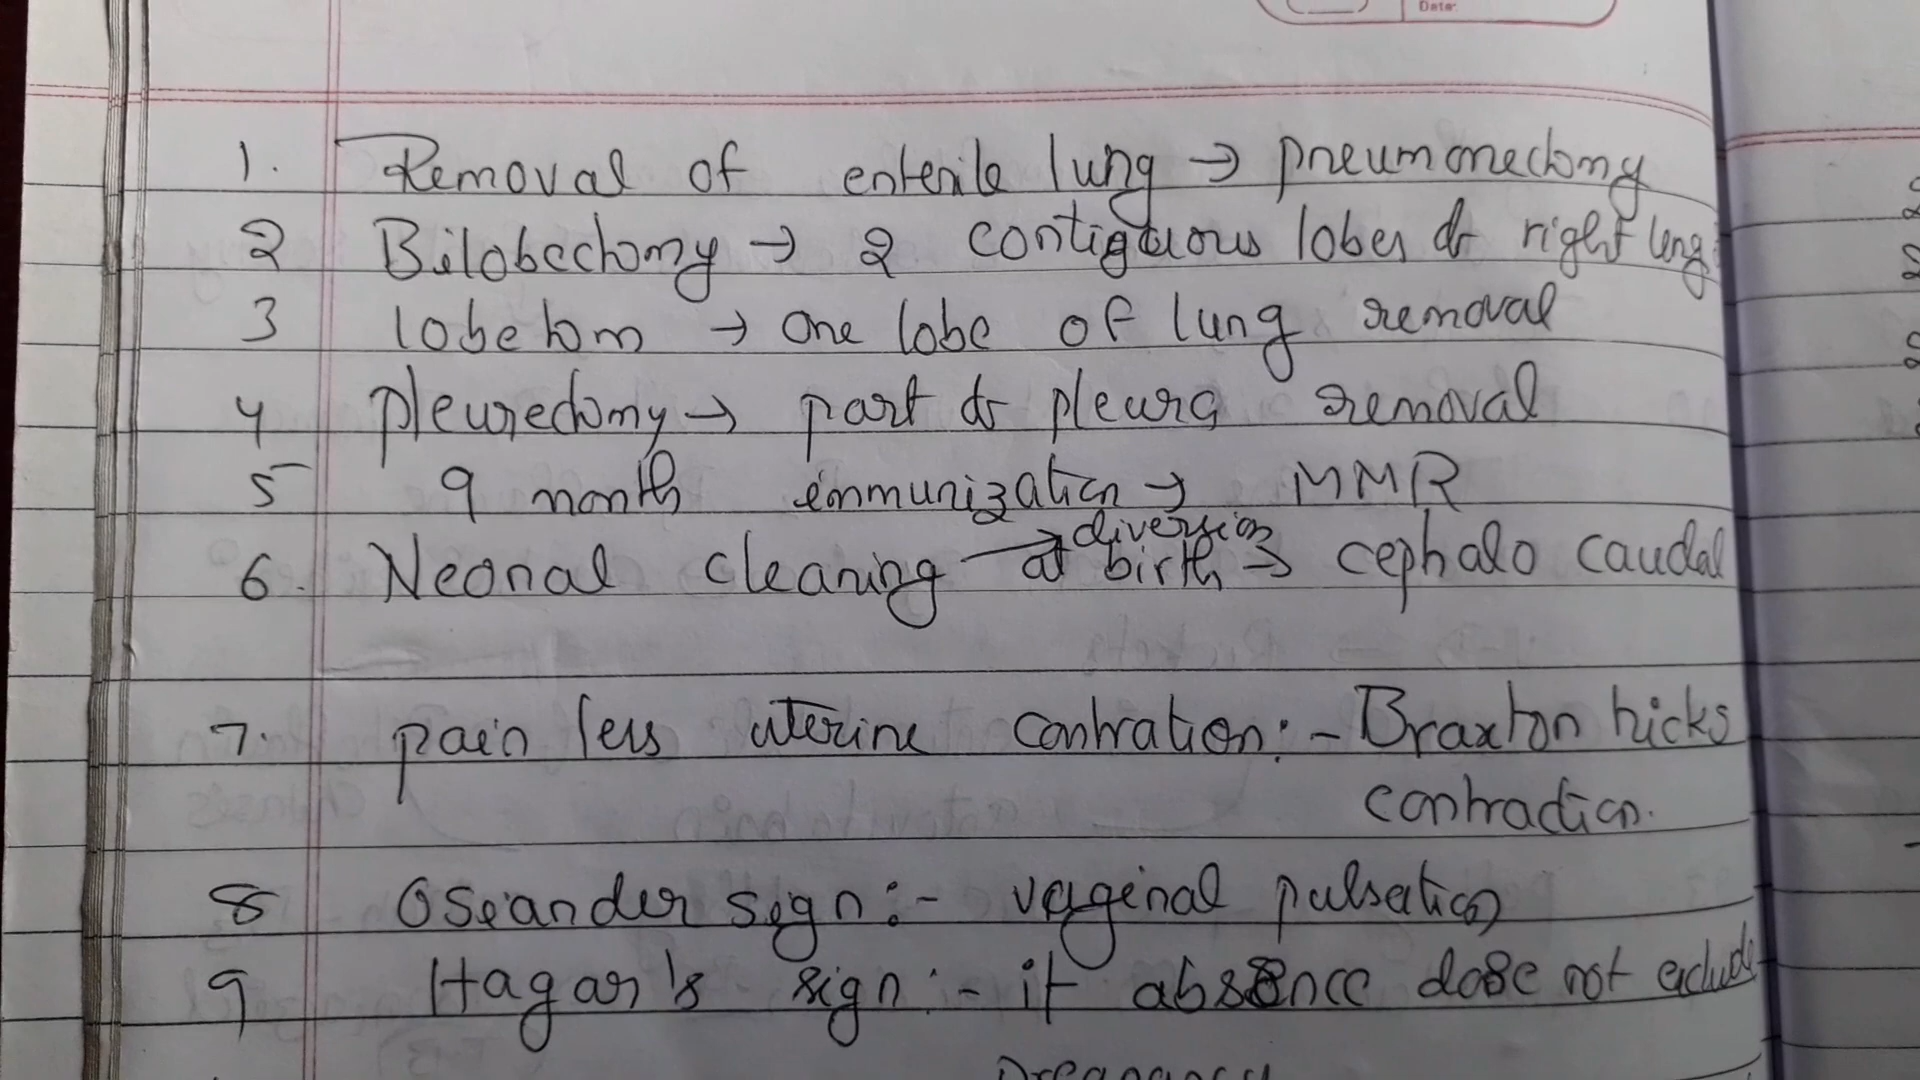 Date:
1. Removal of enterile lung → pneumonectomy
2 Bilobectomy → 2 contiguous lobes of right lung
3 lobetom → one lobe of lung removal
4 pleurectomy → part of pleura removal
5 9 month immunization → MMR
→ diversion
6. Neonal cleaning at birth → cephalo caudal
7. pain less uterine contration :- Braxton hicks
contraction.
8 Oseander sign :- vaginal pulsation
9 Hagar's sign :- it absence dose not exclude
Pregnancy